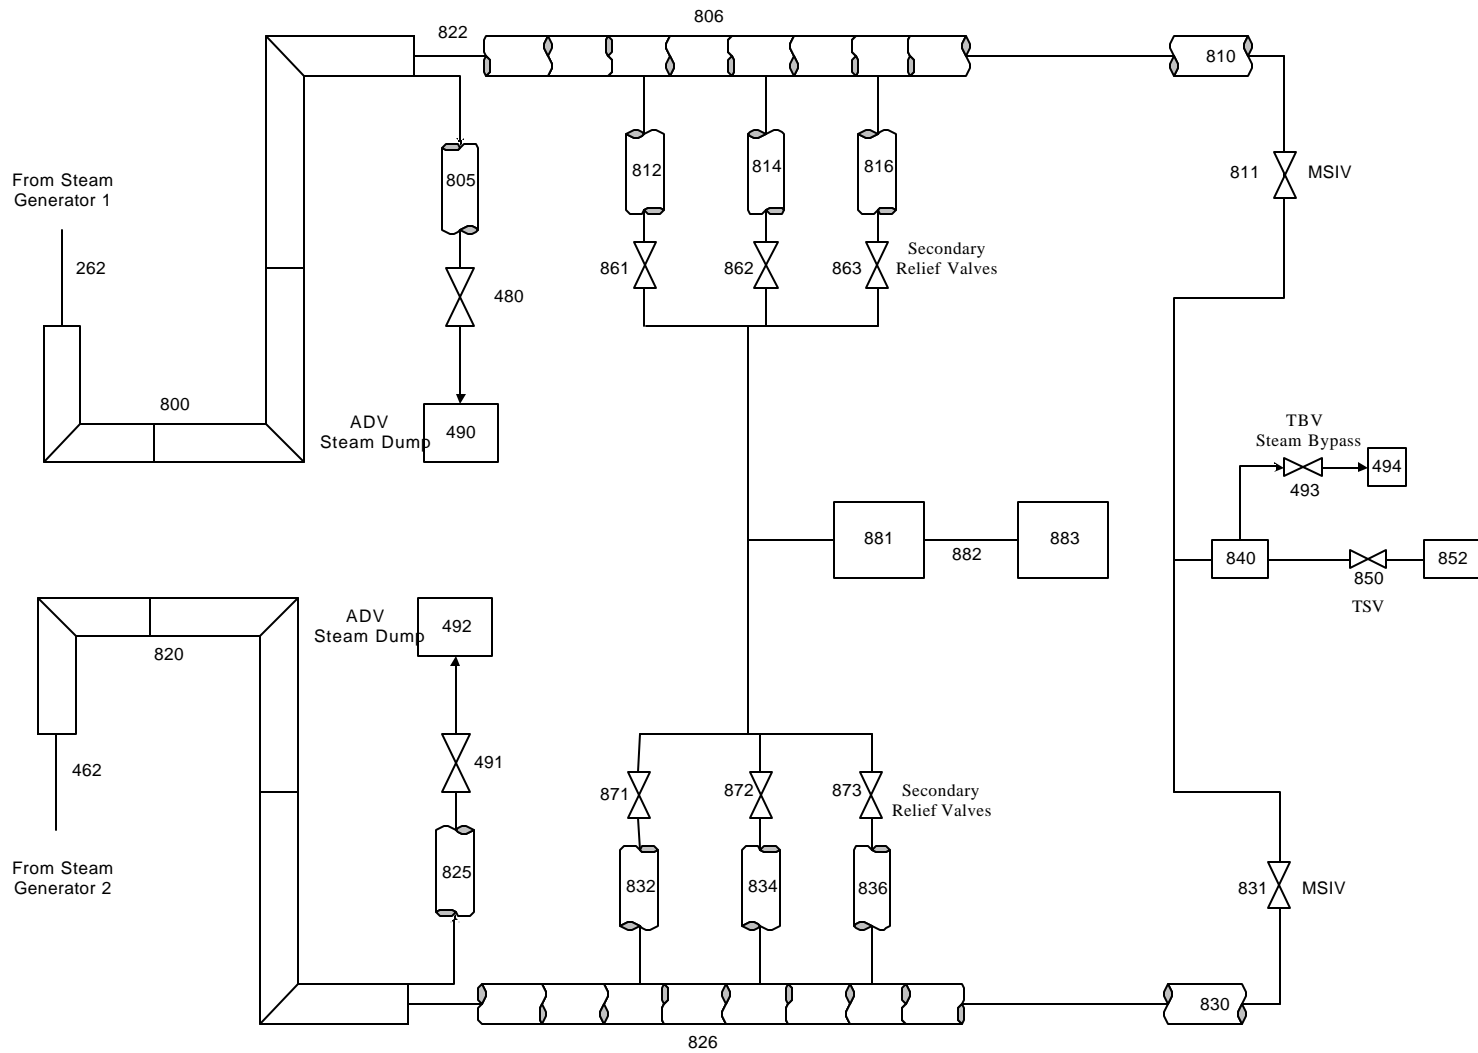 806
822
810
From Steam
Generator 1
262
805
812
814
816
811
MSIV
861
862
863
Secondary
Relief Valves
480
800
ADV
Steam Dump
490
TBV
Steam Bypass
493
494
881
882
883
840
850
TSV
852
820
ADV
Steam Dump
492
462
491
871
872
873
Secondary
Relief Valves
From Steam
Generator 2
825
832
834
836
831
MSIV
830
826